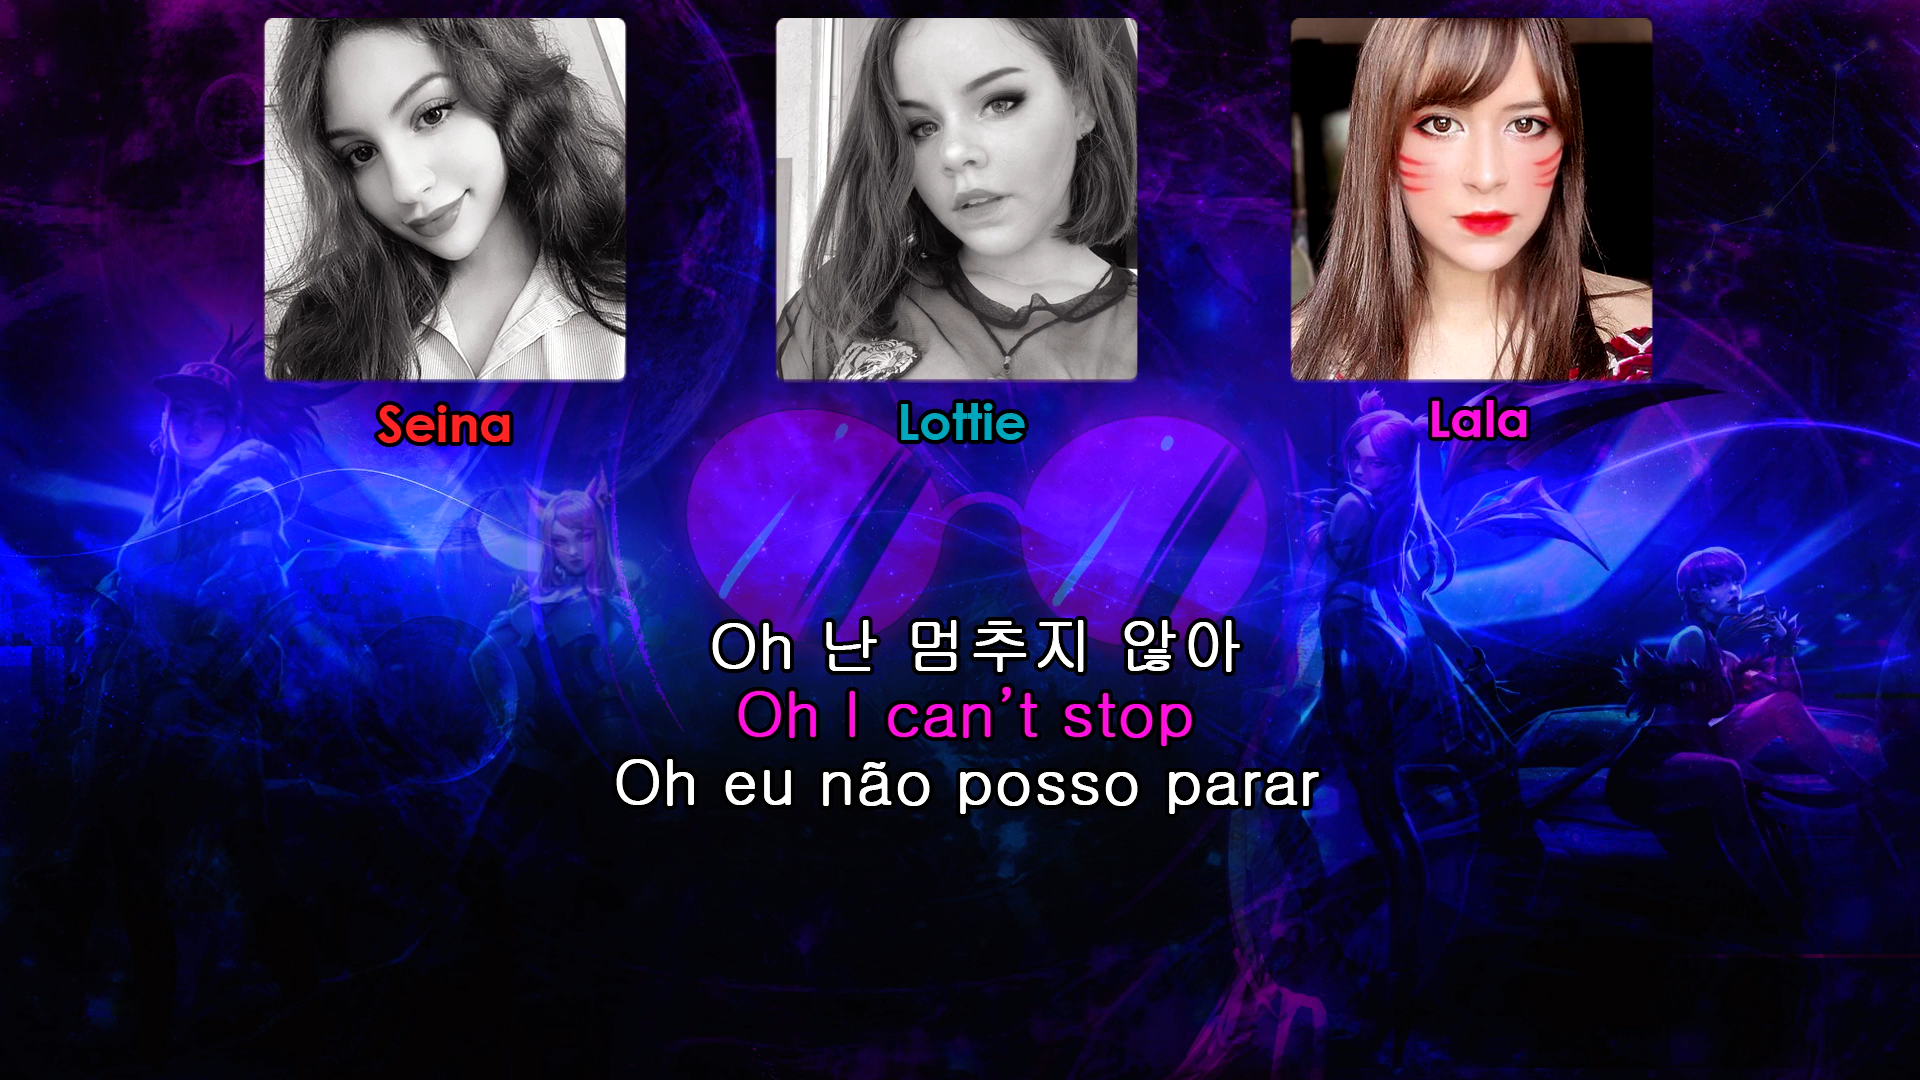 Seina
Lottie
Lala
Oh 난 멈추지 않아
Oh I can't stop
Oh eu não posso parar